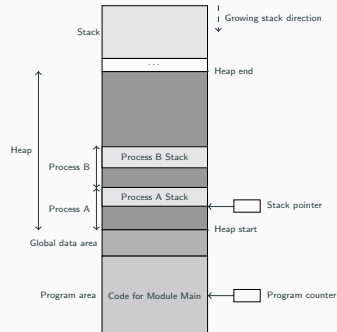 Growing stack direction
Stack
. . .
Heap end
Heap
Process B Stack
Process B
Process A Stack
Process A
Stack pointer
Heap start
Global data area
Program area
Code for Module Main
Program counter